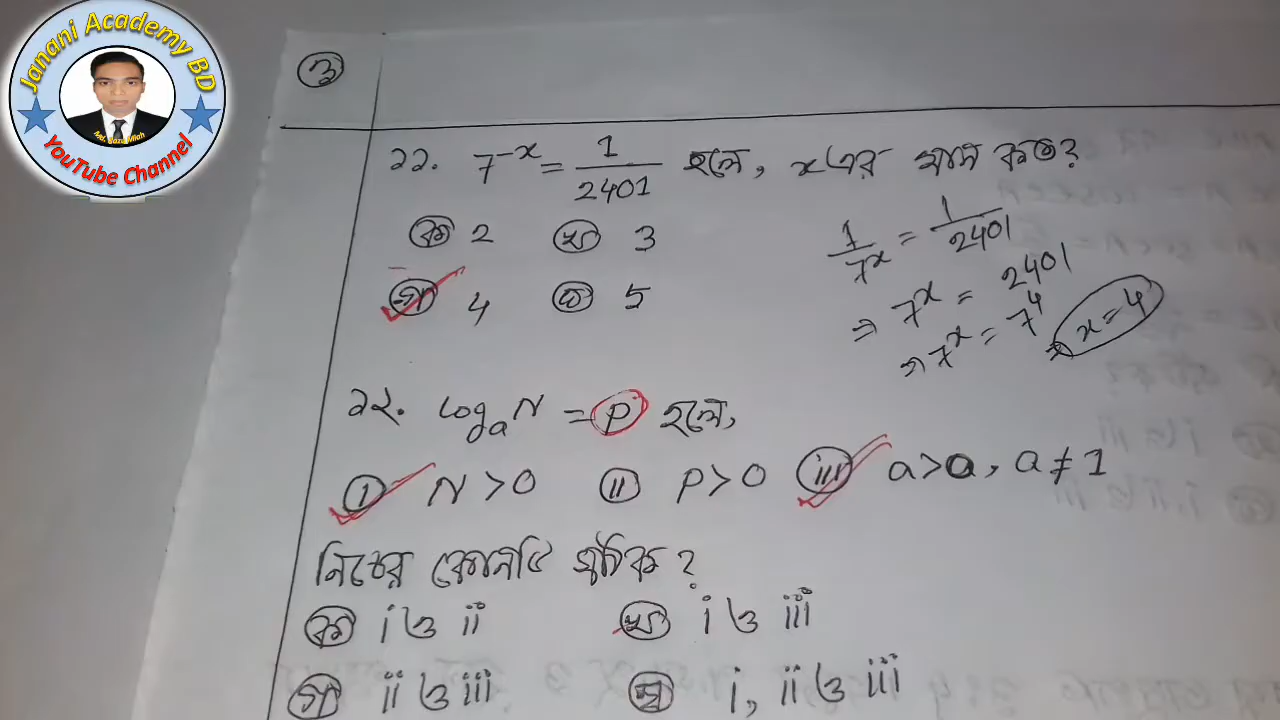 Janani Academy BD
YouTube Channel
৩
১১. 7^-x = 1/2401 হলে, x এর মান কত?
ক 2 খ 3
গ 4 ঘ 5
1/7^x = 1/2401
⇒ 7^x = 2401
⇒ 7^x = 7^4
x = 4
১২. log_a N = P হলে,
i N > 0 ii P > 0 iii a > 0, a ≠ 1
নিচের কোনটি সঠিক?
ক i ও ii খ i ও iii
গ ii ও iii ঘ i, ii ও iii